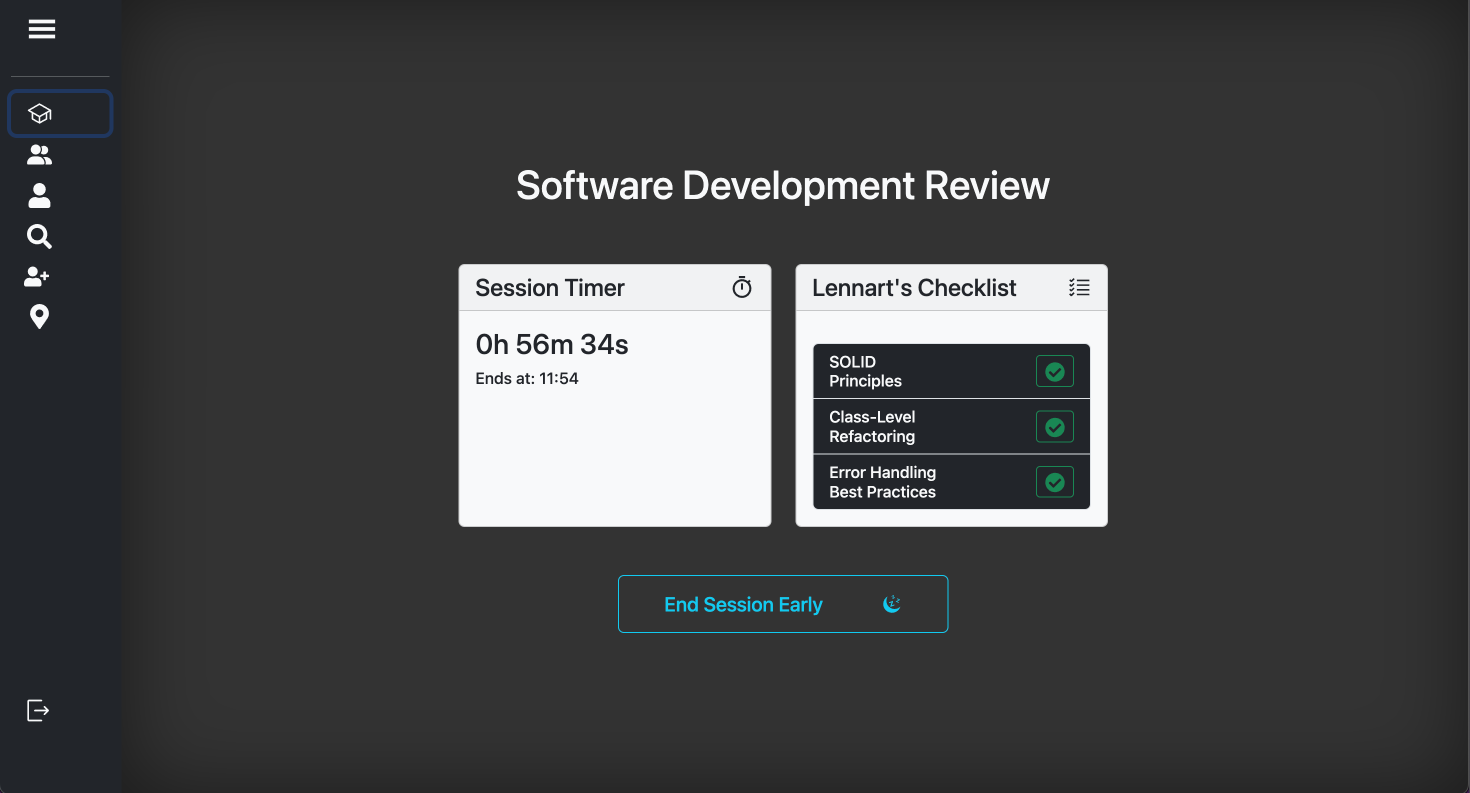 Software Development Review
Session Timer
0h 56m 34s
Ends at: 11:54
Lennart's Checklist
SOLID
Principles
Class-Level
Refactoring
Error Handling
Best Practices
End Session Early